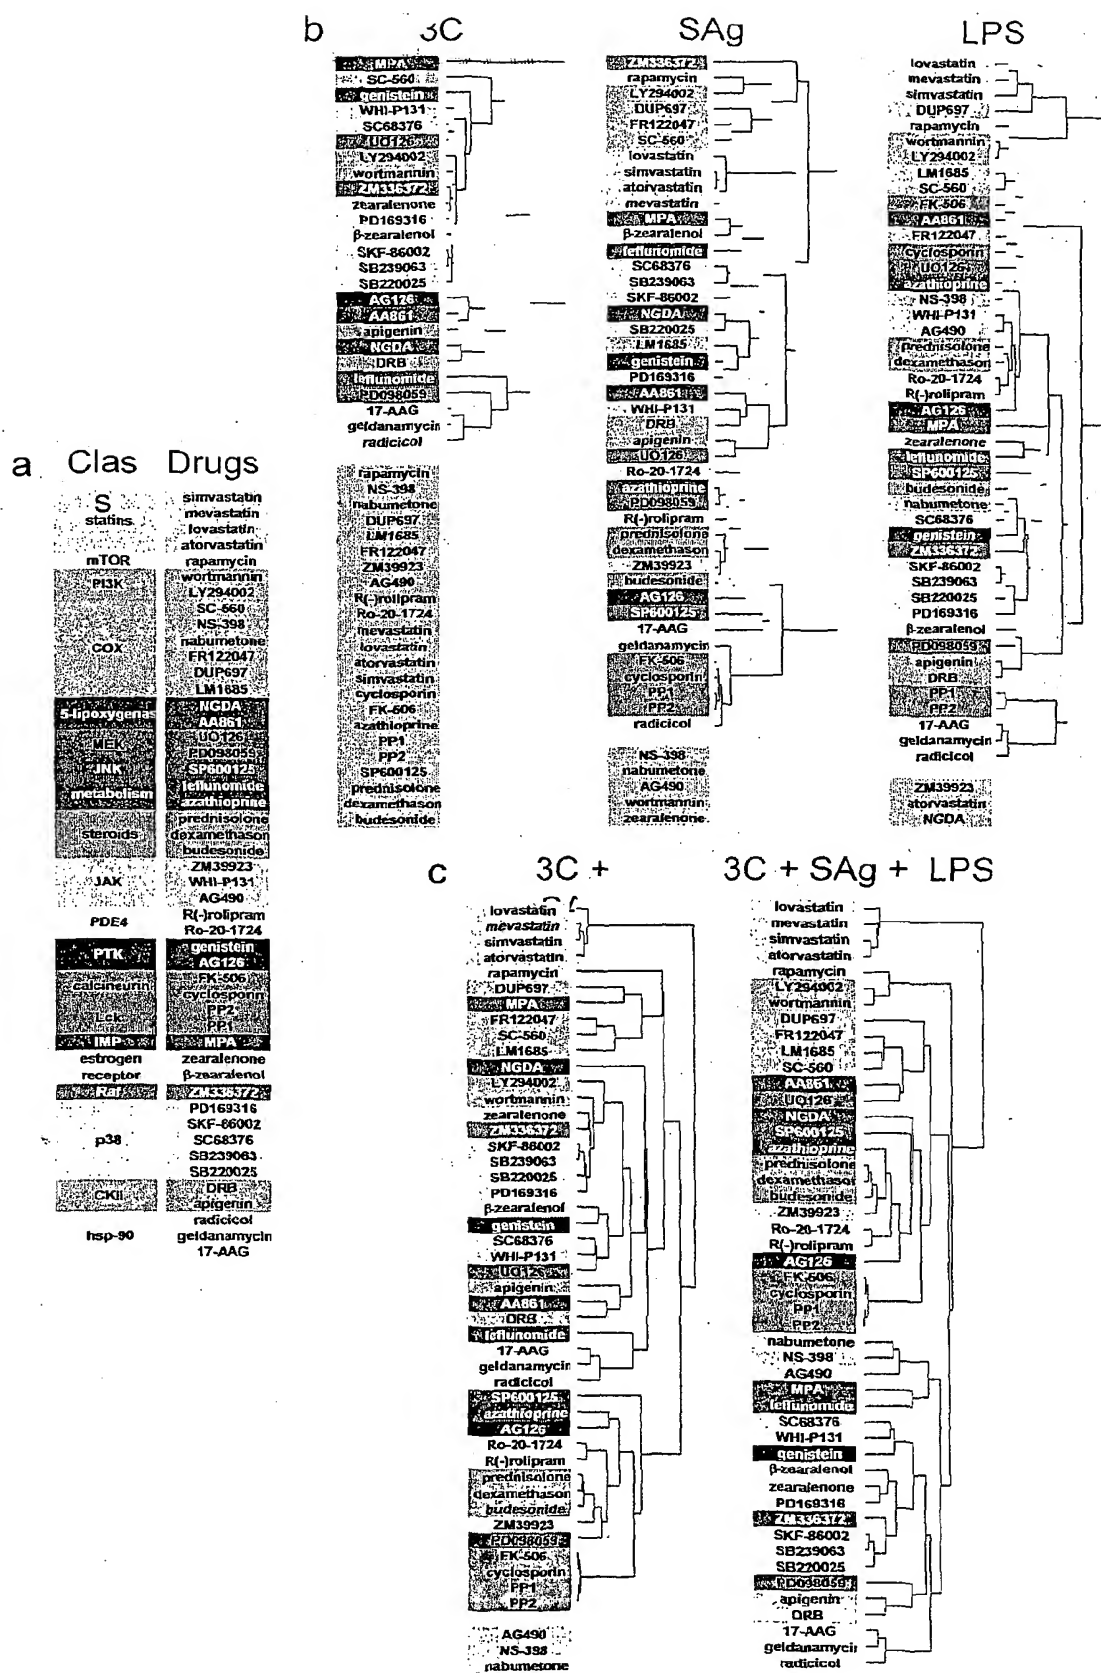 b
3C
MPA
SC-560
genistein
WHI-P131
SC68376
UO126
LY294002
wortmannin
ZM336372
zearalenone
PD169316
β-zearalenol
SKF-86002
SB239063
SB220025
AG126
AA861
apigenin
NGDA
DRB
leflunomide
PD098059
17-AAG
geldanamycin
radicicol
rapamycin
NS-398
nabumetone
DUP697
LM1685
FR122047
ZM39923
AG490
R(-)rolipram
Ro-20-1724
mevastatin
lovastatin
atorvastatin
simvastatin
cyclosporin
FK-506
azathioprine
PP1
PP2
SP600125
prednisolone
dexamethason
budesonide
SAg
ZM336372
rapamycin
LY294002
DUP697
FR122047
SC-560
lovastatin
simvastatin
atorvastatin
mevastatin
MPA
β-zearalenol
leflunomide
SC68376
SB239063
SKF-86002
NGDA
SB220025
LM1685
genistein
PD169316
AA861
WHI-P131
DRB
apigenin
UO126
Ro-20-1724
azathioprine
PD098059
R(-)rolipram
prednisolone
dexamethason
ZM39923
budesonide
AG126
SP600125
17-AAG
geldanamycin
FK-506
cyclosporin
PP1
PP2
radicicol
NS-398
nabumetone
AG490
wortmannin
zearalenone
LPS
lovastatin
mevastatin
simvastatin
DUP697
rapamycin
wortmannin
LY294002
LM1685
SC-560
FK-506
AA861
FR122047
cyclosporin
UO126
azathioprine
NS-398
WHI-P131
AG490
prednisolone
dexamethason
Ro-20-1724
R(-)rolipram
AG126
MPA
zearalenone
leflunomide
SP600125
budesonide
nabumetone
SC68376
genistein
ZM336372
SKF-86002
SB239063
SB220025
PD169316
β-zearalenol
PD098059
apigenin
DRB
PP1
PP2
17-AAG
geldanamycin
radicicol
ZM39923
atorvastatin
NGDA
a
Clas
S
statins
mTOR
PI3K
COX
5-lipoxygenas
MEK
JNK
metabolism
steroids
JAK
PDE4
PTK
calcineurin
Lck
IMP
estrogen
receptor
Raf
p38
CKII
hsp-90
Drugs
simvastatin
mevastatin
lovastatin
atorvastatin
rapamycin
wortmannin
LY294002
SC-560
NS-398
nabumetone
FR122047
DUP697
LM1685
NGDA
AA861
UO126
PD098059
SP600125
leflunomide
azathioprine
prednisolone
dexamethason
budesonide
ZM39923
WHI-P131
AG490
R(-)rolipram
Ro-20-1724
genistein
AG126
FK-506
cyclosporin
PP2
PP1
MPA
zearalenone
β-zearalenol
ZM336372
PD169316
SKF-86002
SC68376
SB239063
SB220025
DRB
apigenin
radicicol
geldanamycin
17-AAG
c
3C +
lovastatin
mevastatin
simvastatin
atorvastatin
rapamycin
DUP697
MPA
FR122047
SC-560
LM1685
NGDA
LY294002
wortmannin
zearalenone
ZM336372
SKF-86002
SB239063
SB220025
PD169316
β-zearalenol
genistein
SC68376
WHI-P131
UO126
apigenin
AA861
DRB
leflunomide
17-AAG
geldanamycin
radicicol
SP600125
azathioprine
AG126
Ro-20-1724
R(-)rolipram
prednisolone
dexamethason
budesonide
ZM39923
PD098059
FK-506
cyclosporin
PP1
PP2
AG490
NS-398
nabumetone
3C + SAg + LPS
lovastatin
mevastatin
simvastatin
atorvastatin
rapamycin
LY294002
wortmannin
DUP697
FR122047
LM1685
SC-560
AA861
UO126
NGDA
SP600125
azathioprine
prednisolone
dexamethason
budesonide
ZM39923
Ro-20-1724
R(-)rolipram
AG126
FK-506
cyclosporin
PP1
PP2
nabumetone
NS-398
AG490
MPA
leflunomide
SC68376
WHI-P131
genistein
β-zearalenol
zearalenone
PD169316
ZM336372
SKF-86002
SB239063
SB220025
PD098059
apigenin
DRB
17-AAG
geldanamycin
radicicol